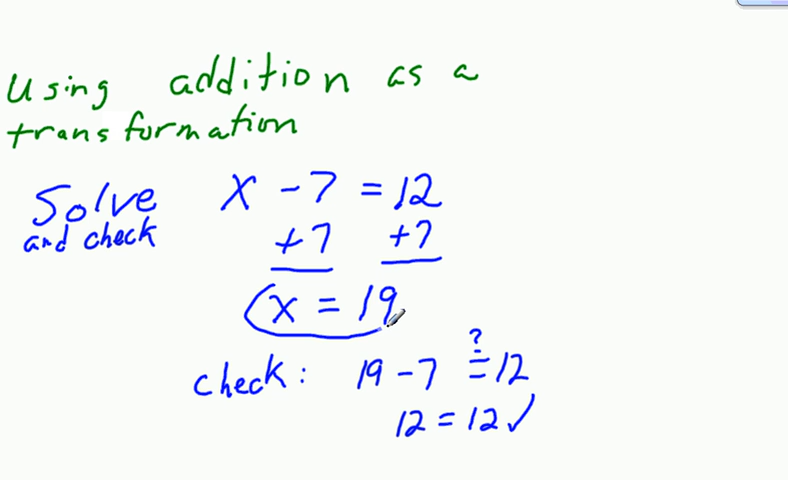 Using addition as a
transformation
Solve
and check
x - 7 = 12
+7 +7
x = 19
check: 19 - 7 ≟ 12
12 = 12 ✓